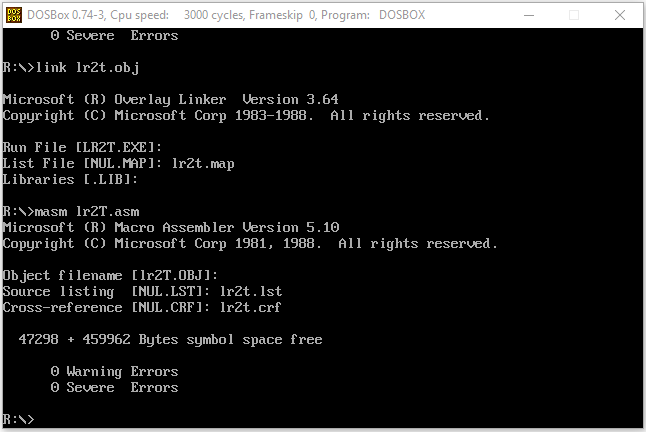 DOSBox 0.74-3, Cpu speed: 3000 cycles, Frameskip 0, Program: DOSBOX
0 Severe Errors
R:\>link lr2t.obj
Microsoft (R) Overlay Linker Version 3.64
Copyright (C) Microsoft Corp 1983-1988. All rights reserved.
Run File [LR2T.EXE]:
List File [NUL.MAP]: lr2t.map
Libraries [.LIB]:
R:\>masm lr2T.asm
Microsoft (R) Macro Assembler Version 5.10
Copyright (C) Microsoft Corp 1981, 1988. All rights reserved.
Object filename [lr2T.OBJ]:
Source listing [NUL.LST]: lr2t.lst
Cross-reference [NUL.CRF]: lr2t.crf
47298 + 459962 Bytes symbol space free
0 Warning Errors
0 Severe Errors
R:\>